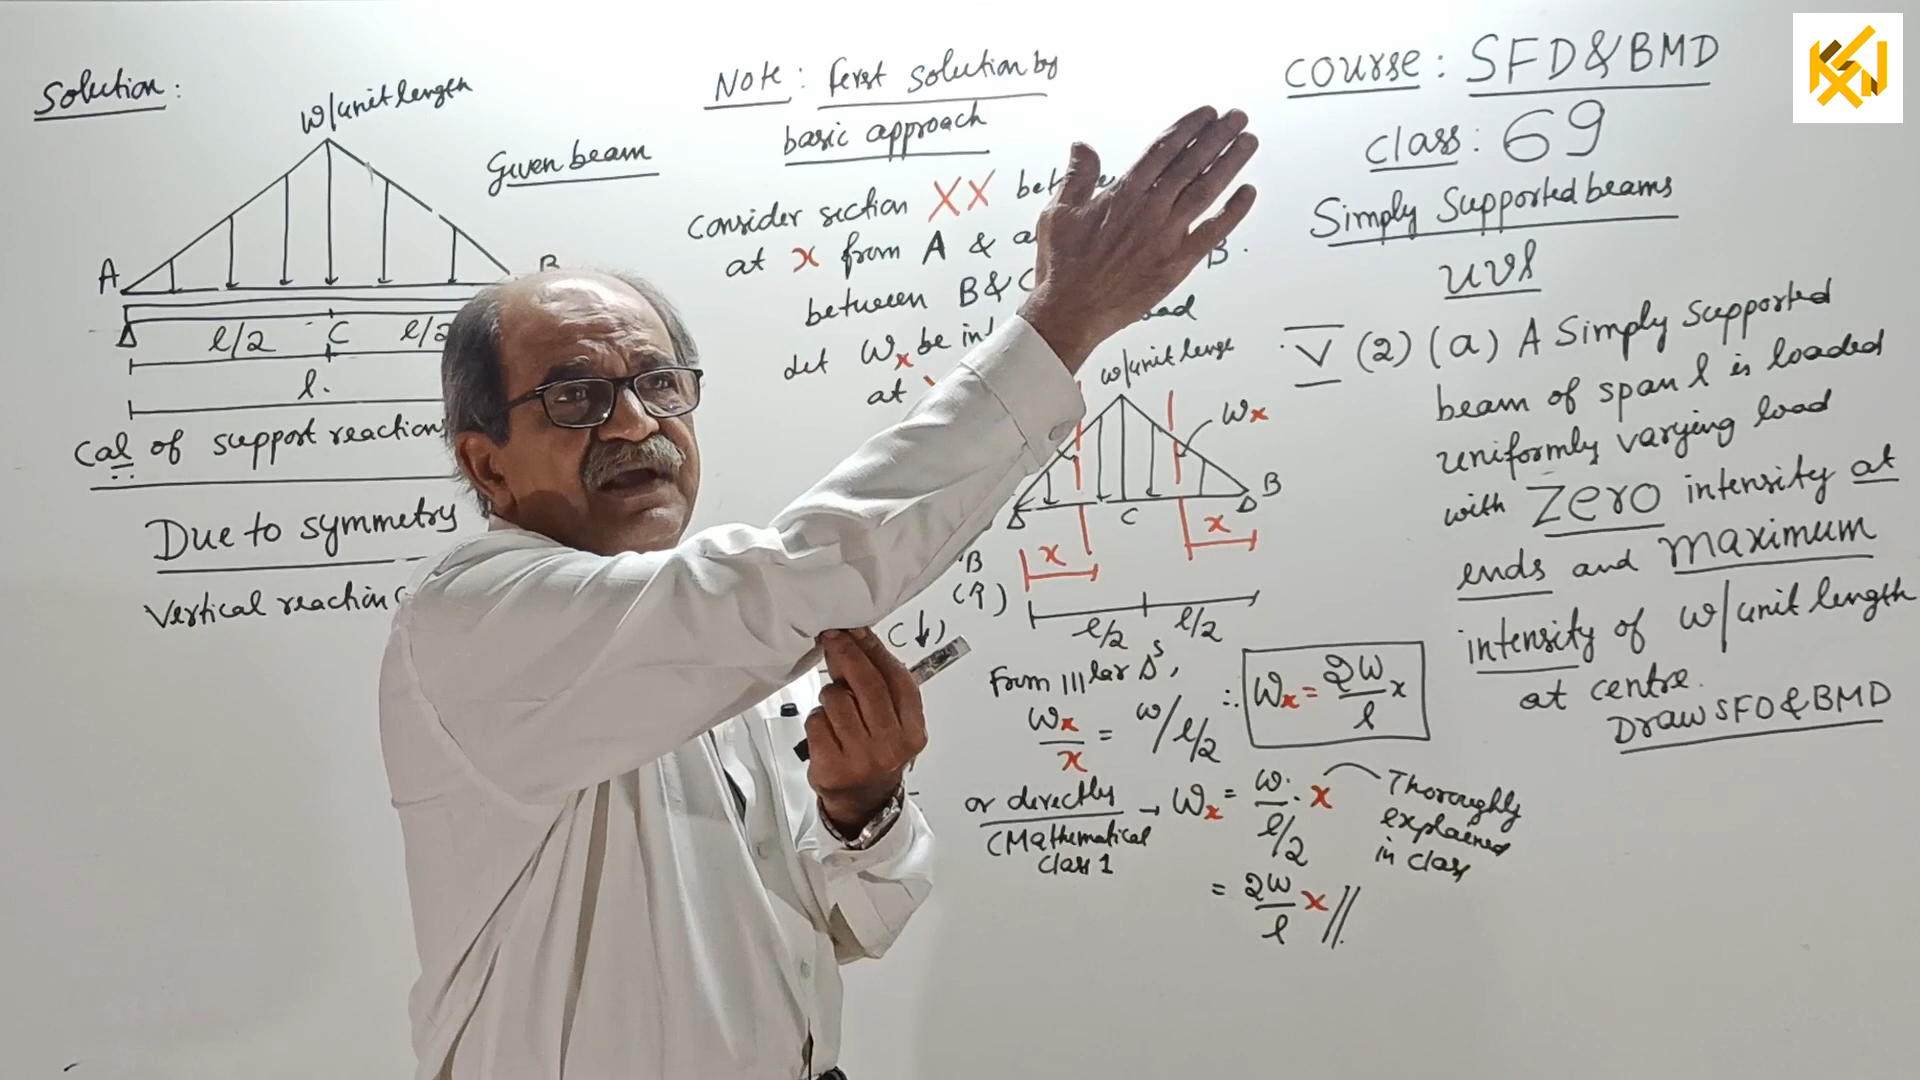 Solution:
w/unit length
Given beam
A
B
l/2
C
l/2
l.
Cal of support reactions
Due to symmetry
Vertical reaction
Note: First solution by
basic approach
Consider section XX
at x from A &
B.
between B&C
Let Wx be
load
at
w/unit
Wx
B
C
x
x
B
l/2
l/2
(↓)
From llllar Δs,
Wx/x = w/l/2
∴ Wx = 2w/l x
or directly → Wx = w/l/2 . x
(Mathematical
class 1
Thoroughly
explained
in class
= 2w/l x//
COURSE: SFD&BMD
Class: 69
Simply Supported beams
uvl
V (2) (a) A Simply Supported
beam of span l is loaded
uniformly varying load
with Zero intensity at
ends and maximum
intensity of w/unit length
at centre.
Draw SFD & BMD